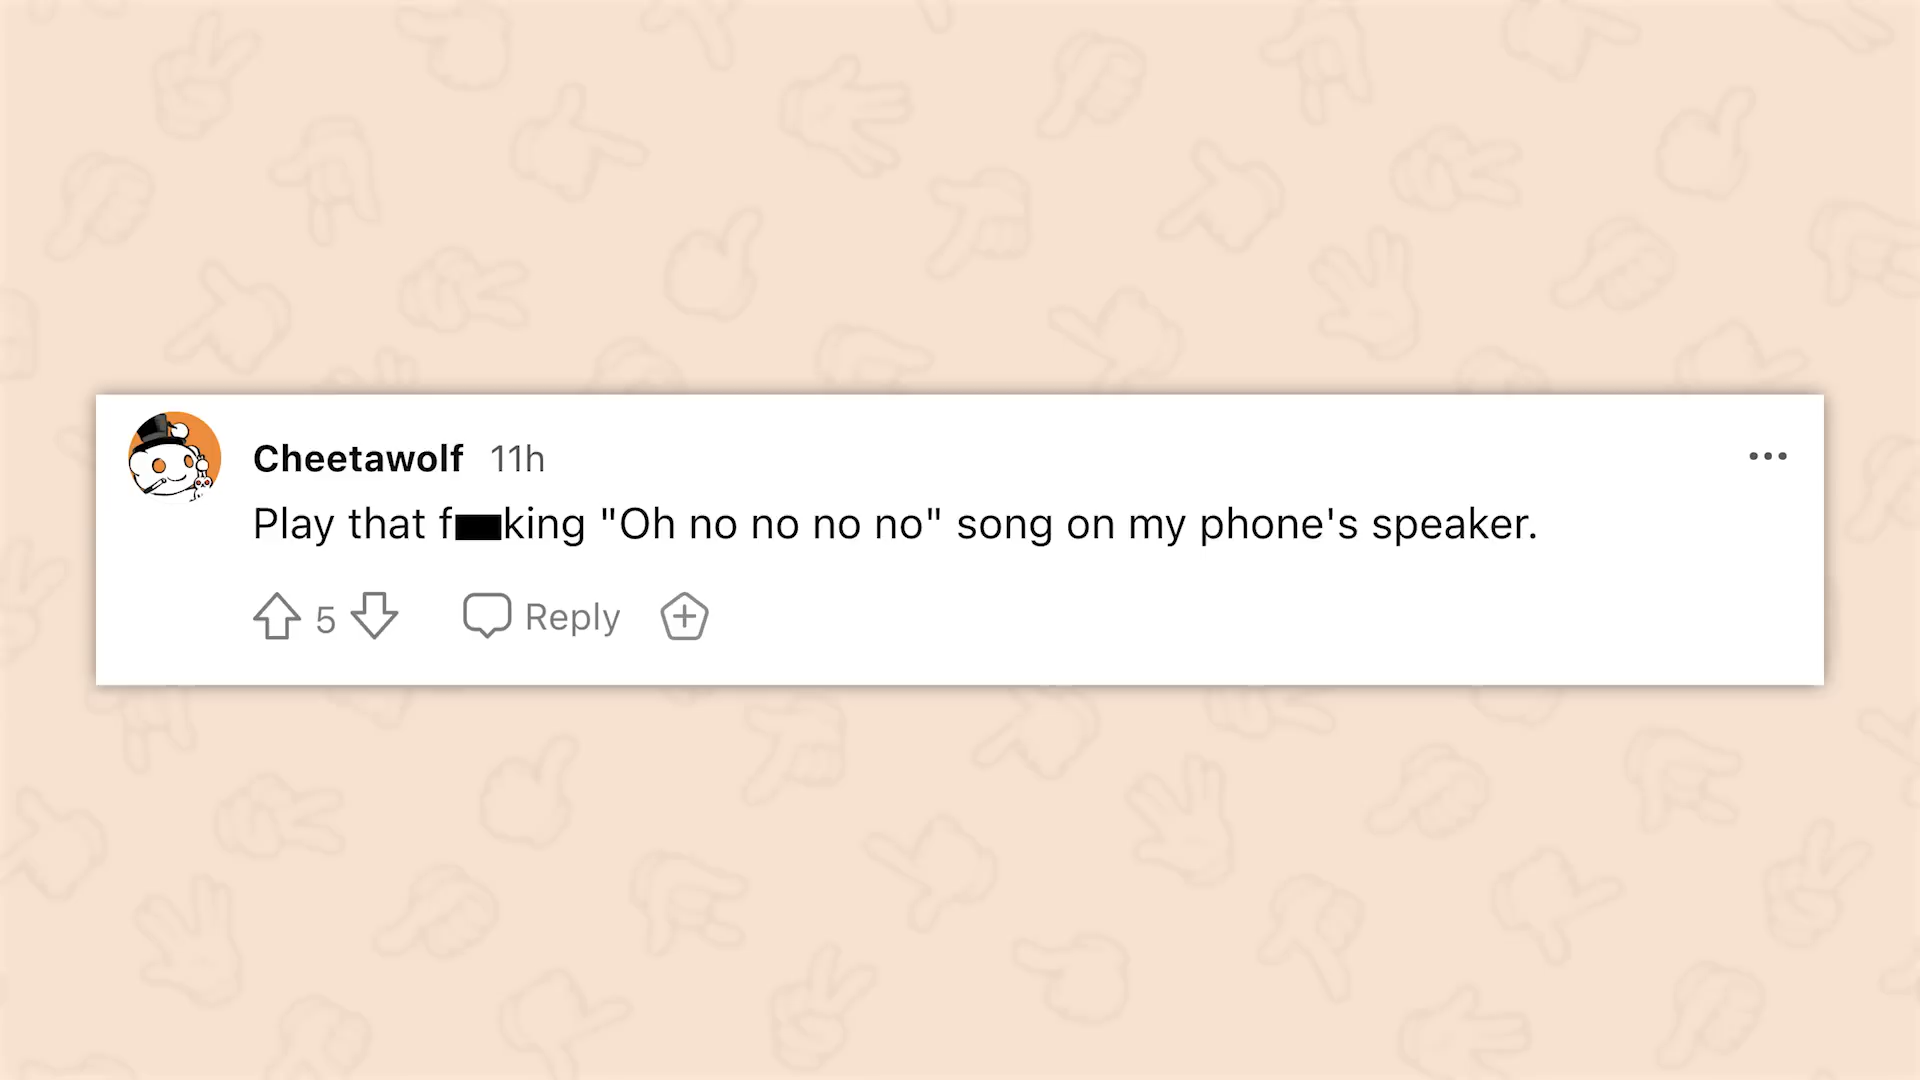 Cheetawolf 11h
Play that f██king "Oh no no no no" song on my phone's speaker.
5 Reply